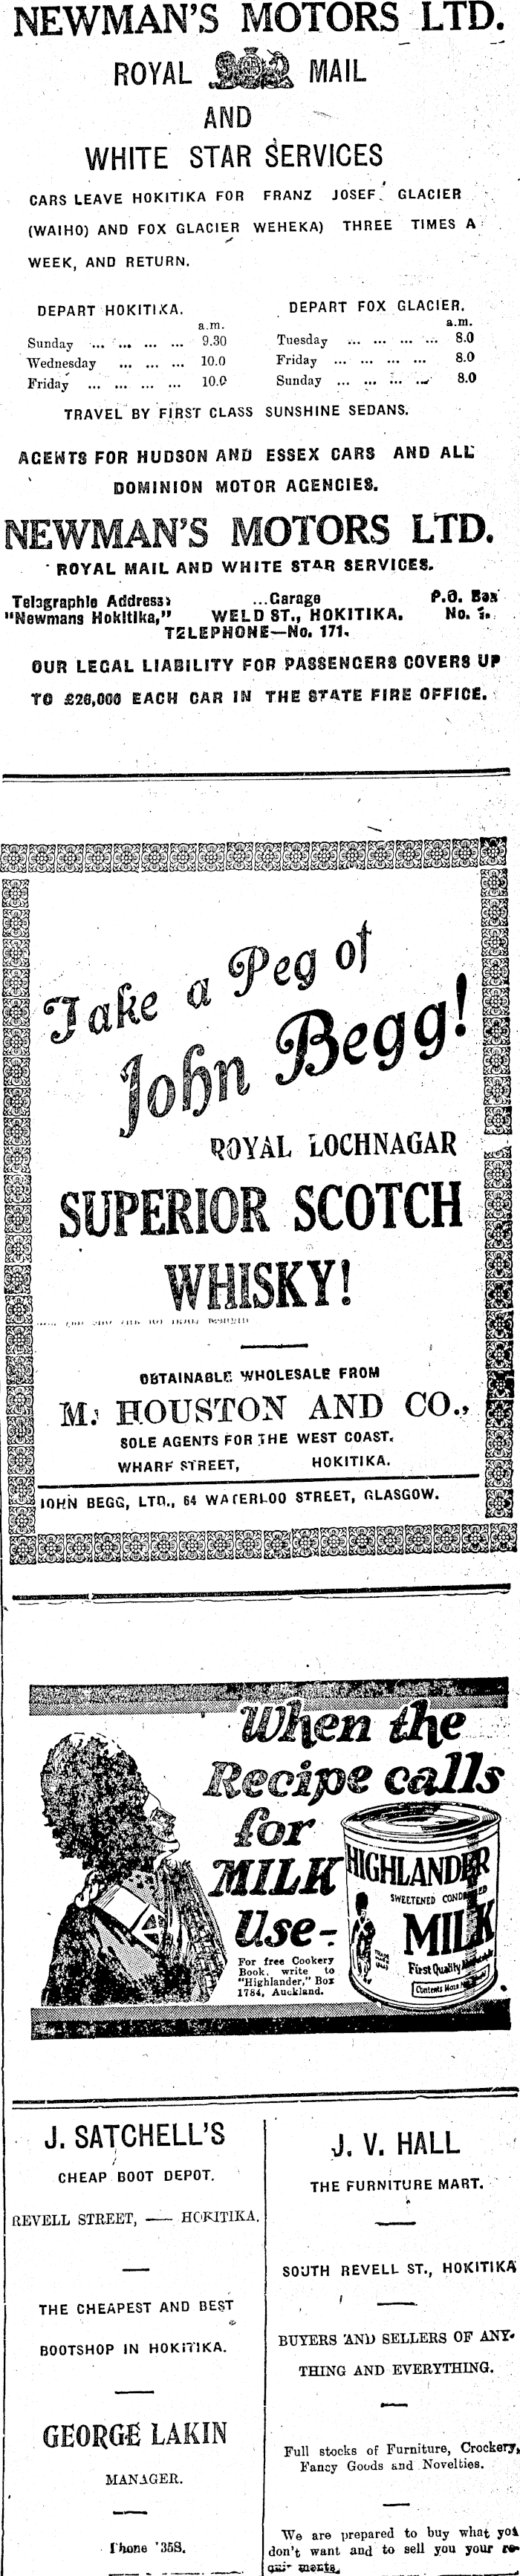 NEWMAN'S MOTORS LTD.
ROYAL MAIL
AND
WHITE STAR SERVICES
CARS LEAVE HOKITIKA FOR FRANZ JOSEF GLACIER
(WAIHO) AND FOX GLACIER WEHEKA) THREE TIMES A
WEEK, AND RETURN.
DEPART HOKITIKA.
a.m.
Sunday ... ... ... ... 9.30
Wednesday ... ... ... 10.0
Friday ... ... ... ... 10.0
DEPART FOX GLACIER.
a.m.
Tuesday ... ... ... ... 8.0
Friday ... ... ... ... 8.0
Sunday ... ... ... ... 8.0
TRAVEL BY FIRST CLASS SUNSHINE SEDANS.
AGENTS FOR HUDSON AND ESSEX CARS AND ALL
DOMINION MOTOR AGENCIES.
NEWMAN'S MOTORS LTD.
ROYAL MAIL AND WHITE STAR SERVICES.
Telegraphic Address: ...Garage P.O. Box
"Newmans Hokitika," WELD ST., HOKITIKA. No.
TELEPHONE—No. 171.
OUR LEGAL LIABILITY FOR PASSENGERS COVERS UP
TO £26,000 EACH CAR IN THE STATE FIRE OFFICE.
Take a Peg of
John Begg!
ROYAL LOCHNAGAR
SUPERIOR SCOTCH
WHISKY!
OBTAINABLE WHOLESALE FROM
M. HOUSTON AND CO.,
SOLE AGENTS FOR THE WEST COAST.
WHARF STREET, HOKITIKA.
JOHN BEGG, LTD., 64 WATERLOO STREET, GLASGOW.
When the
Recipe calls
for
MILK
Use-
For free Cookery
Book, write to
"Highlander," Box
1784, Auckland.
HIGHLANDER
SWEETENED CONDENSED
MILK
First Quality
Contents
J. SATCHELL'S
CHEAP BOOT DEPOT.
REVELL STREET, — HOKITIKA.
THE CHEAPEST AND BEST
BOOTSHOP IN HOKITIKA.
GEORGE LAKIN
MANAGER.
'Phone '35S.
J. V. HALL
THE FURNITURE MART.
SOUTH REVELL ST., HOKITIKA
BUYERS AND SELLERS OF ANY-
THING AND EVERYTHING.
Full stocks of Furniture, Crockery,
Fancy Goods and Novelties.
We are prepared to buy what you
don't want and to sell you your re-
quirements.